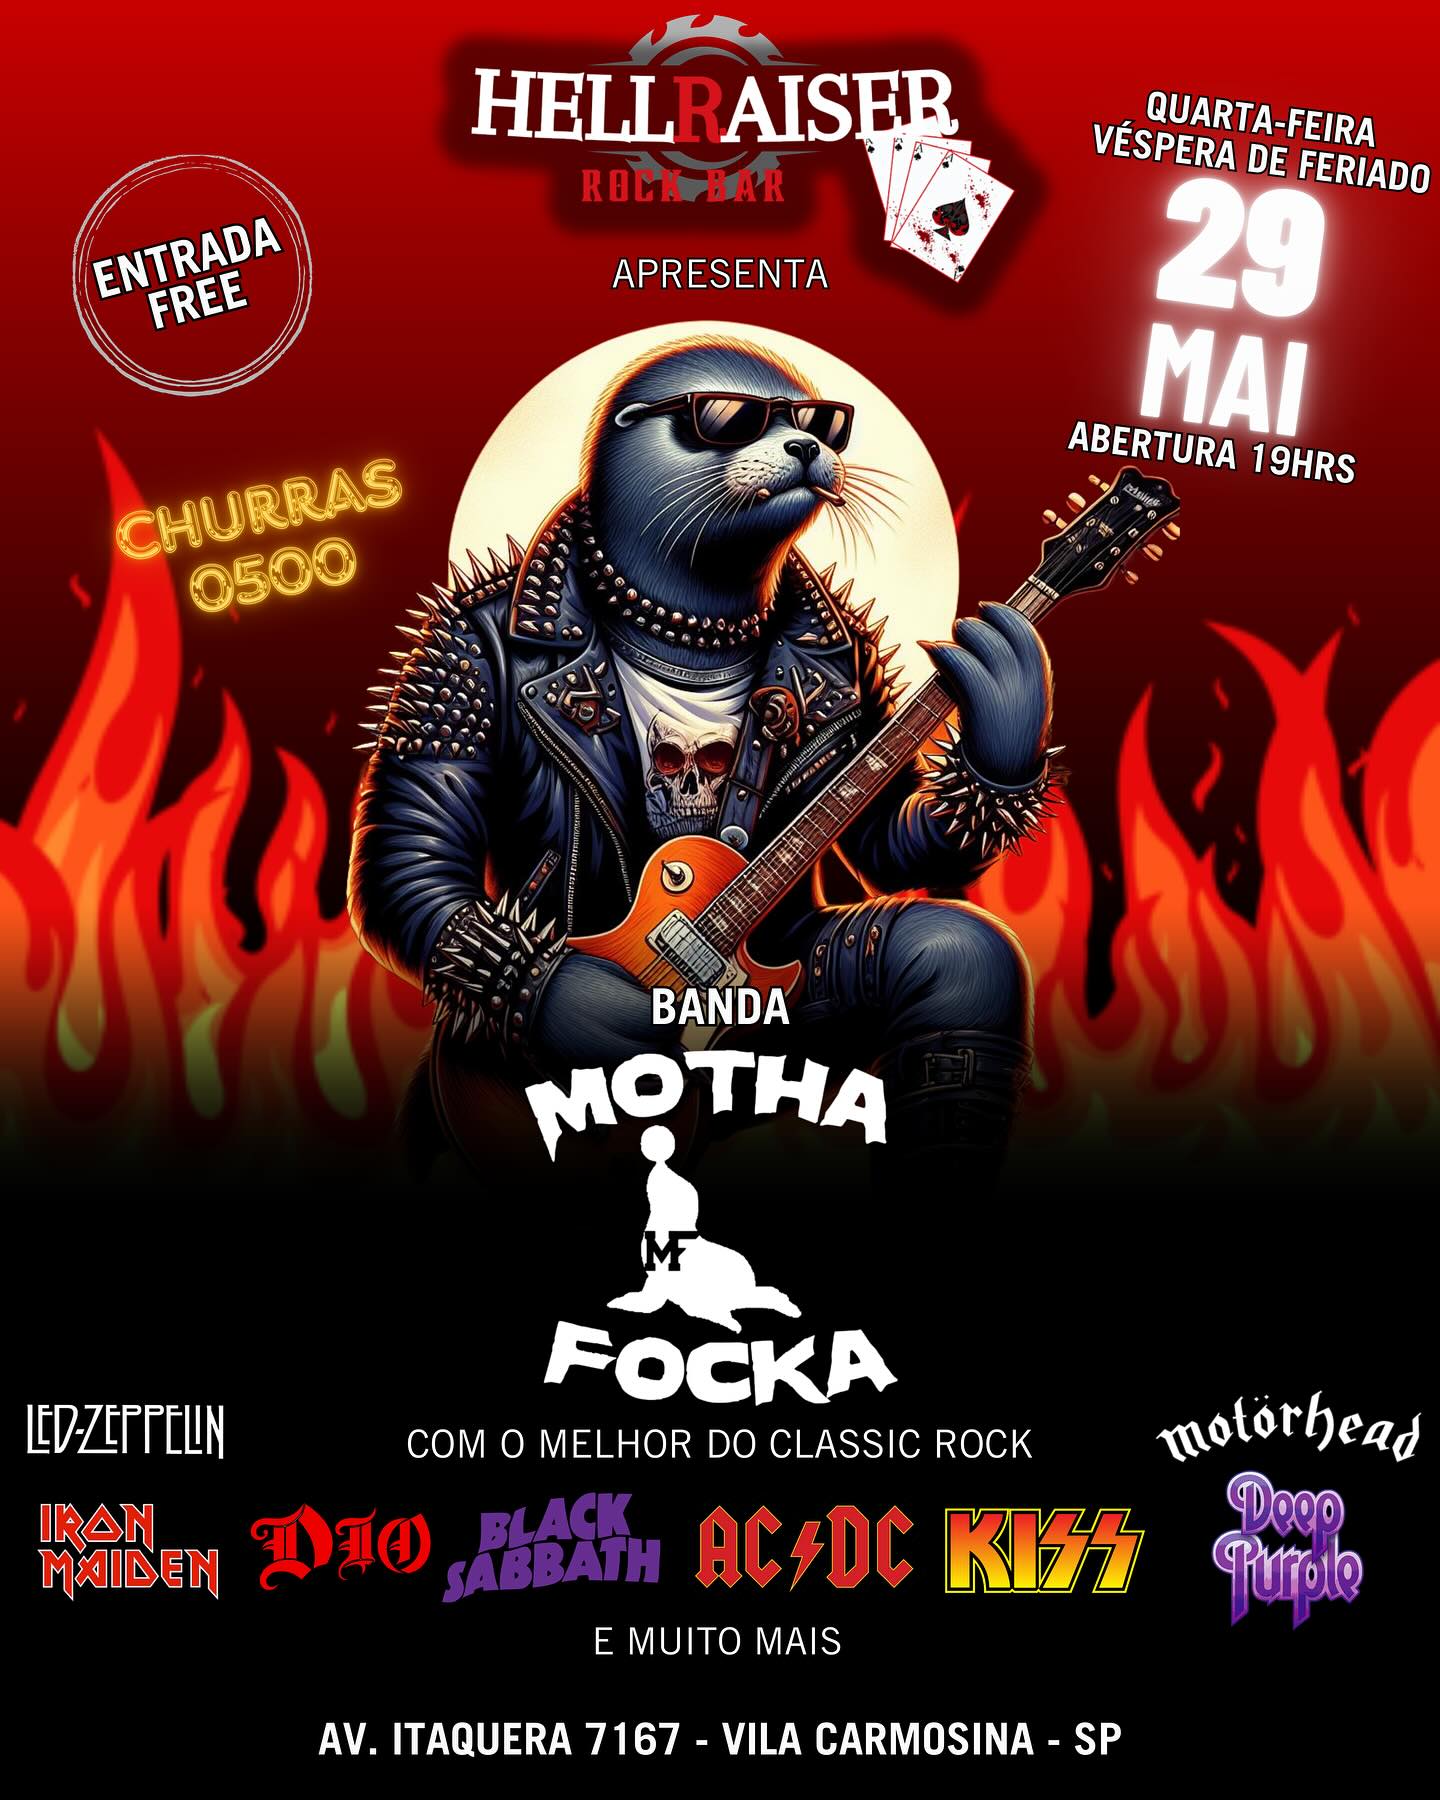 HELLRAISER
ROCK BAR
APRESENTA
QUARTA-FEIRA
VÉSPERA DE FERIADO
29
MAI
ABERTURA 19HRS
ENTRADA
FREE
CHURRAS
0500
BANDA
MOTHA
MF
FOCKA
COM O MELHOR DO CLASSIC ROCK
LED-ZEPPELIN
motörhead
IRON
MAIDEN
DIO
BLACK
SABBATH
AC DC
KISS
Deep
Purple
E MUITO MAIS
AV. ITAQUERA 7167 - VILA CARMOSINA - SP